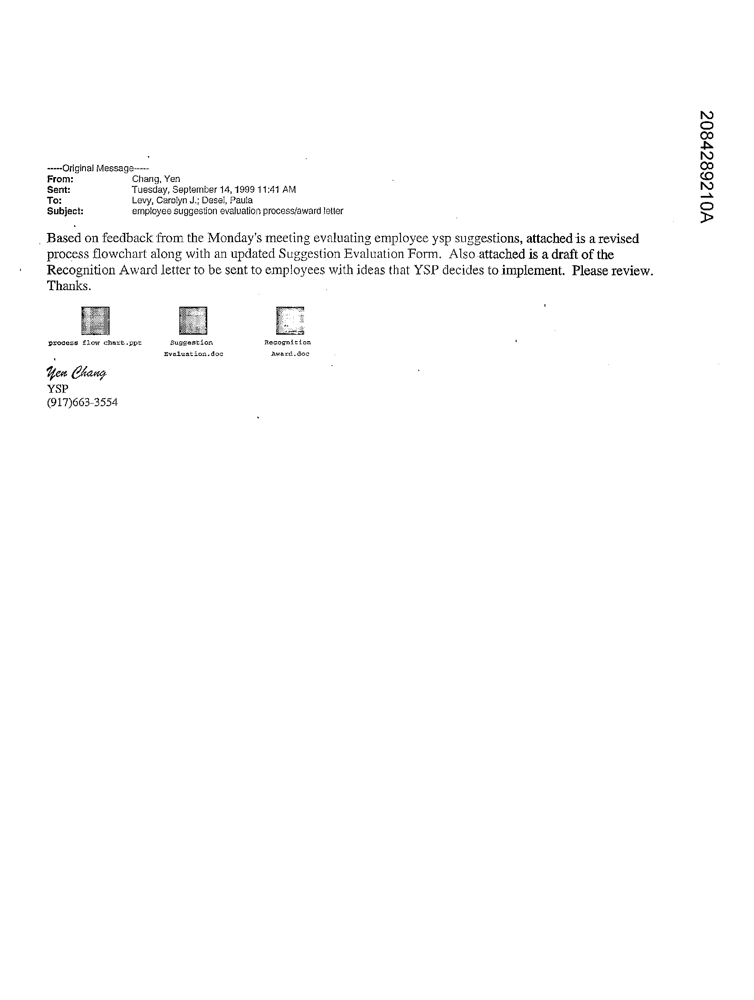 -----Original Message-----
From: Chang, Yen
Sent: Tuesday, September 14, 1999 11:41 AM
To: Levy, Carolyn J.; Desel, Paula
Subject: employee suggestion evaluation process/award letter
Based on feedback from the Monday's meeting evaluating employee ysp suggestions, attached is a revised
process flowchart along with an updated Suggestion Evaluation Form. Also attached is a draft of the
Recognition Award letter to be sent to employees with ideas that YSP decides to implement. Please review.
Thanks.
process flow chart.ppt Suggestion Recognition
Evaluation.doc Award.doc
Yen Chang
YSP
(917)663-3554
2084289210A